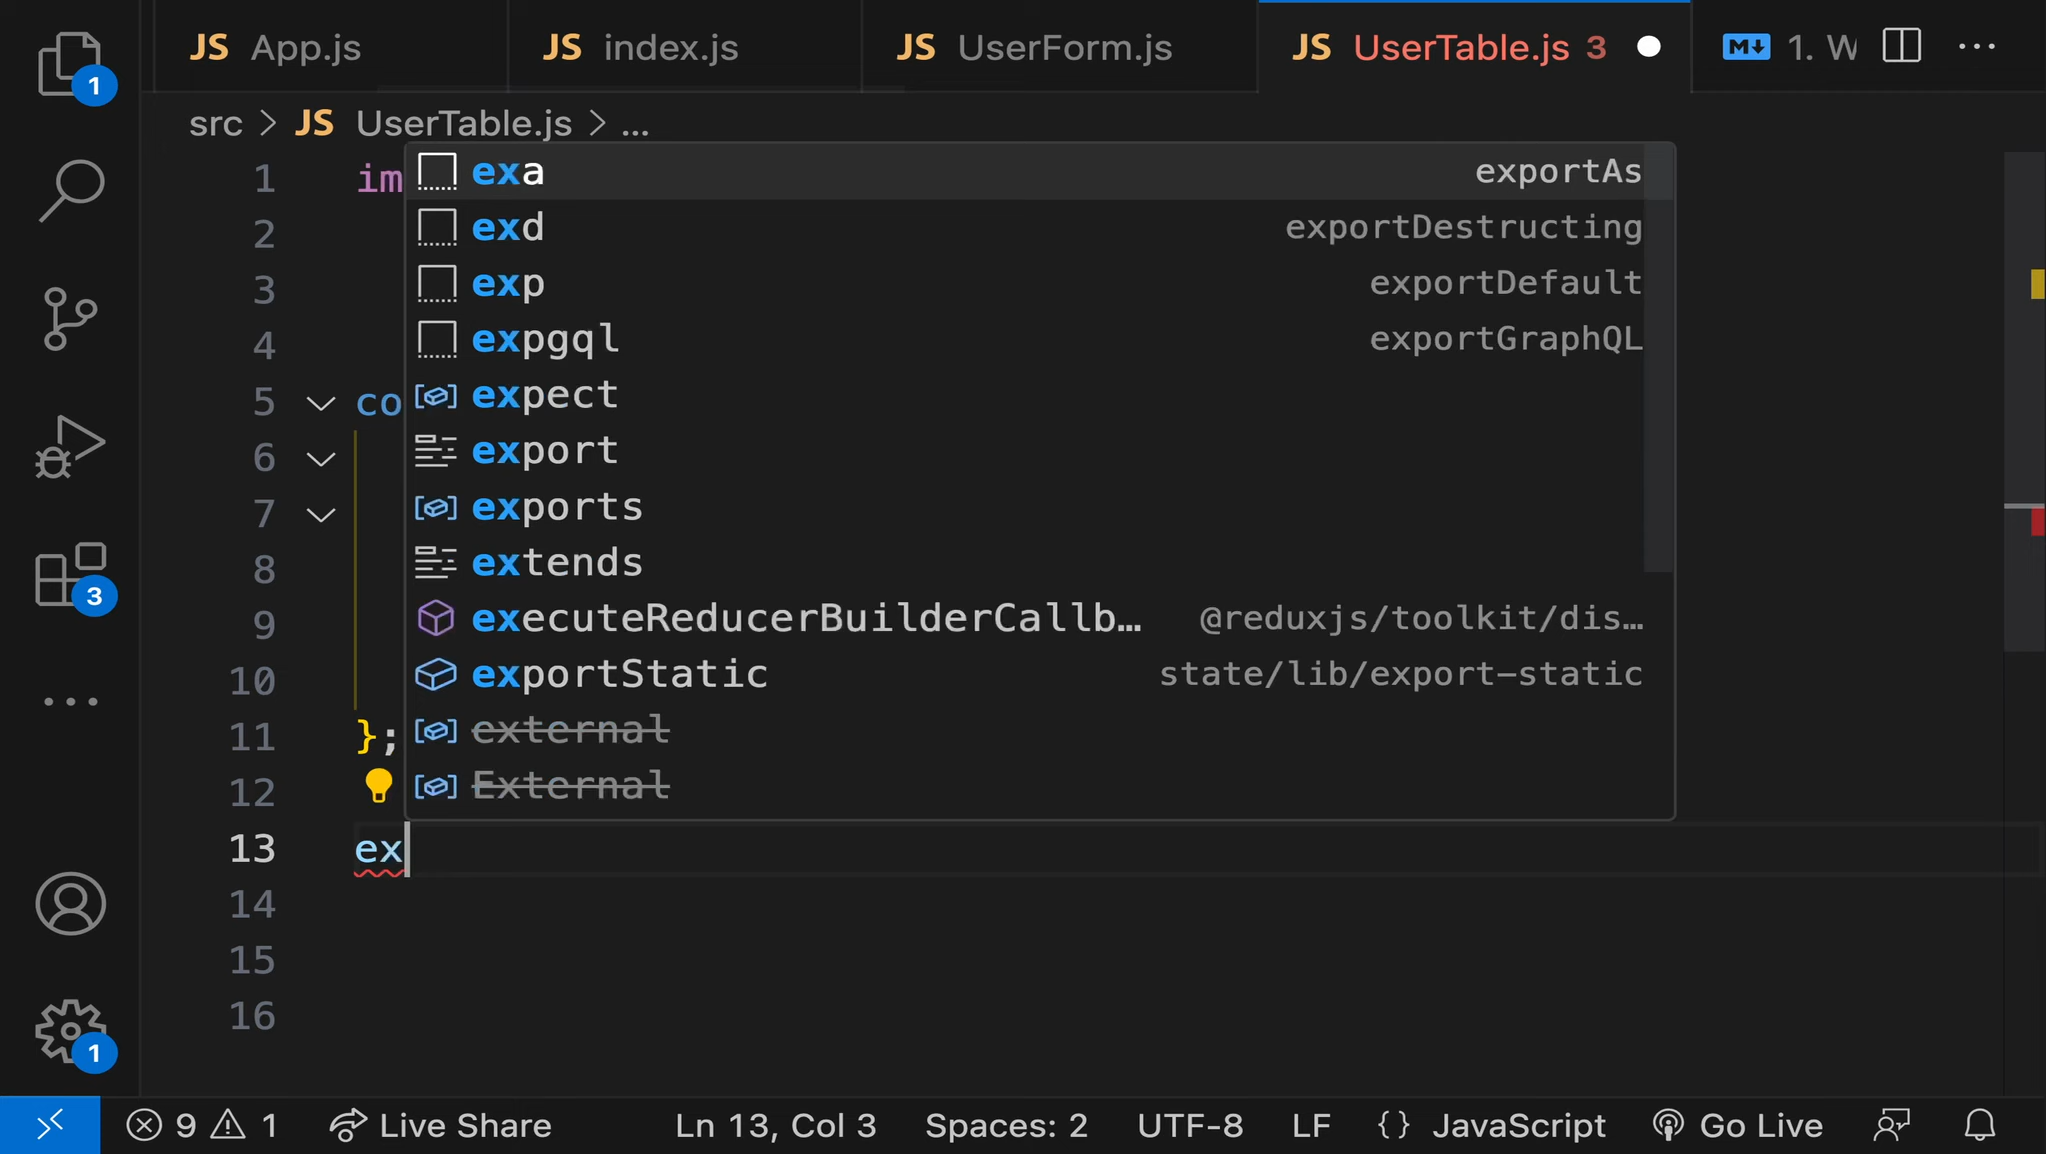 JS App.js JS index.js JS UserForm.js JS UserTable.js 3 M 1. W ...
src > JS UserTable.js > ...
1 im
2
3
4
5 co
6
7
8
9
10
11 };
12
13 ex
14
15
16
exa exportAs
exd exportDestructing
exp exportDefault
expgql exportGraphQL
expect
export
exports
extends
executeReducerBuilderCallb… @reduxjs/toolkit/dis…
exportStatic state/lib/export-static
external
External
1
3
1
9 1 Live Share Ln 13, Col 3 Spaces: 2 UTF-8 LF {} JavaScript Go Live